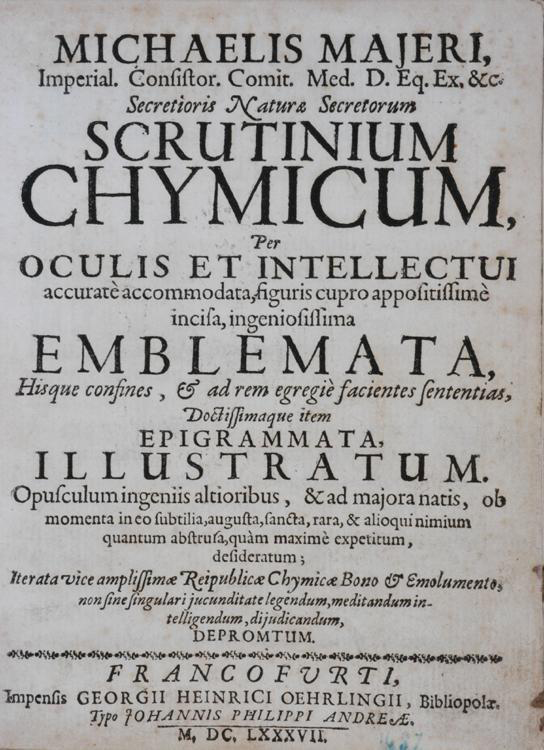 MICHAELIS MAJERI,
Imperial. Conſiſtor. Comit. Med. D. Eq. Ex. &c.
Secretioris Naturæ Secretorum
SCRUTINIUM
CHYMICUM,
Per
OCULIS ET INTELLECTUI
accuratè accommodata, figuris cupro appoſitiſſimè
inciſa, ingenioſiſſima
EMBLEMATA,
Hisque confines, & ad rem egregiè facientes ſententias,
Doctiſſimaque item
EPIGRAMMATA,
ILLUSTRATUM.
Opuſculum ingeniis altioribus, & ad majora natis, ob
momenta in eo ſubtilia, auguſta, ſancta, rara, & alioqui nimium
quantum abſtruſa, quàm maximè expetitum,
deſideratum;
Iterata vice ampliſſimæ Reipublicæ Chymicæ Bono & Emolumento,
non ſine ſingulari jucunditate legendum, meditandum in-
telligendum, dijudicandum,
DEPROMTUM.
FRANCOFURTI,
Impenſis GEORGII HEINRICI OEHRLINGII, Bibliopolæ.
Typo JOHANNIS PHILIPPI ANDREÆ.
M, DC, LXXXVII.